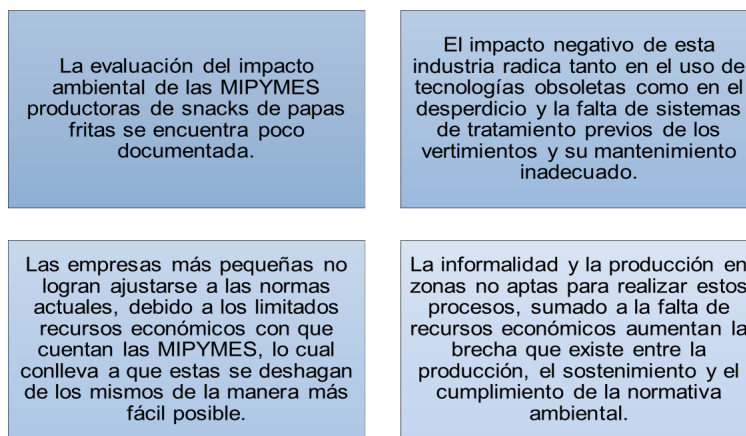 La evaluación del impacto
ambiental de las MIPYMES
productoras de snacks de papas
fritas se encuentra poco
documentada.
El impacto negativo de esta
industria radica tanto en el uso de
tecnologías obsoletas como en el
desperdicio y la falta de sistemas
de tratamiento previos de los
vertimientos y su mantenimiento
inadecuado.
Las empresas más pequeñas no
logran ajustarse a las normas
actuales, debido a los limitados
recursos económicos con que
cuentan las MIPYMES, lo cual
conlleva a que estas se deshagan
de los mismos de la manera más
fácil posible.
La informalidad y la producción en
zonas no aptas para realizar estos
procesos, sumado a la falta de
recursos económicos aumentan la
brecha que existe entre la
producción, el sostenimiento y el
cumplimiento de la normativa
ambiental.